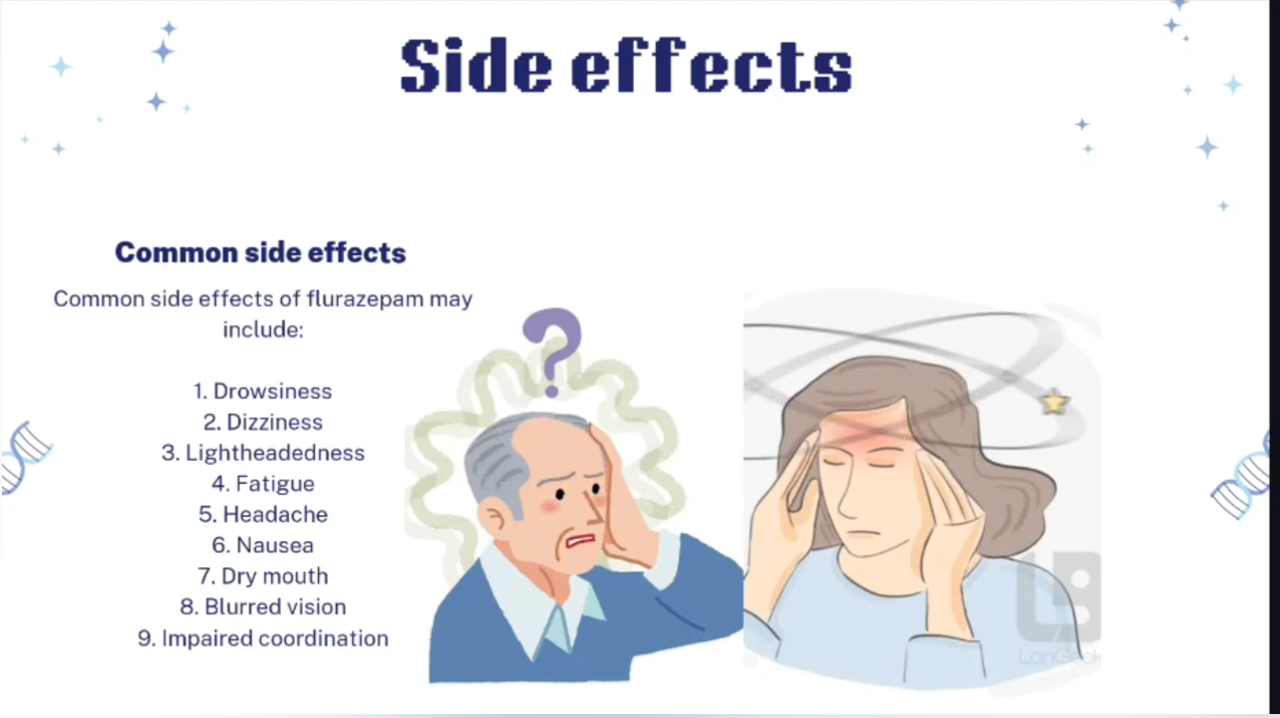 Side effects
Common side effects
Common side effects of flurazepam may
include:
1. Drowsiness
2. Dizziness
3. Lightheadedness
4. Fatigue
5. Headache
6. Nausea
7. Dry mouth
8. Blurred vision
9. Impaired coordination
?
LanGeek